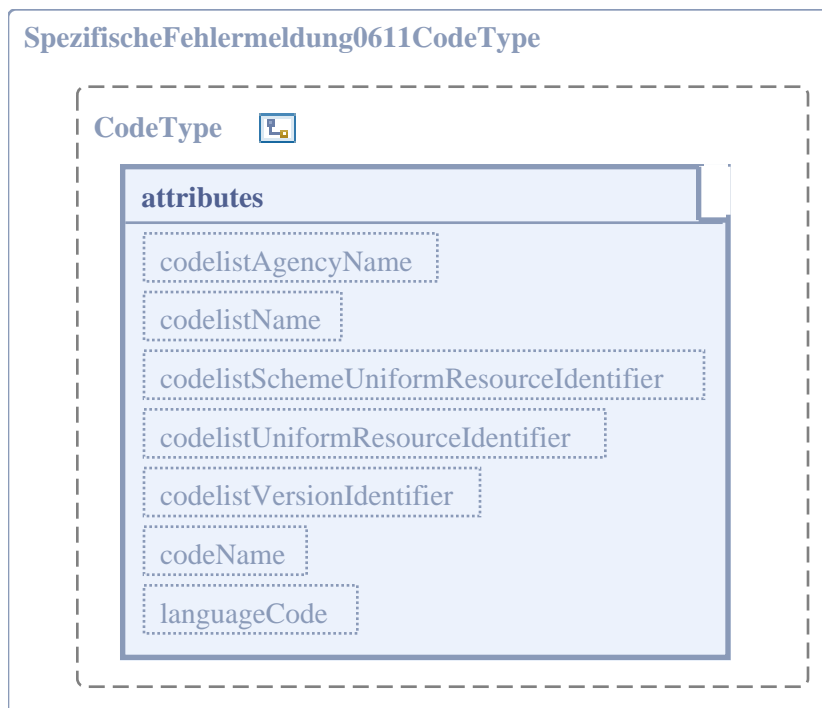 SpezifischeFehlermeldung0611CodeType
CodeType
attributes
codelistAgencyName
codelistName
codelistSchemeUniformResourceIdentifier
codelistUniformResourceIdentifier
codelistVersionIdentifier
codeName
languageCode